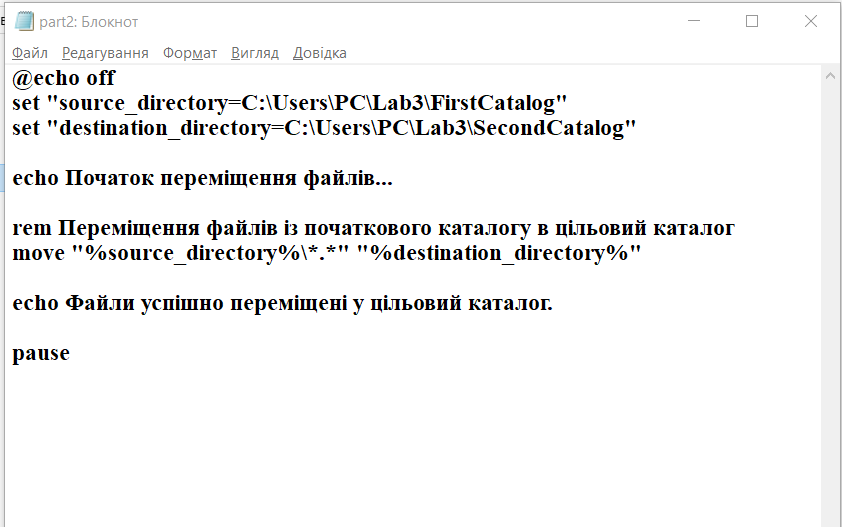 part2: Блокнот
Файл Редагування Формат Вигляд Довідка
@echo off
set "source_directory=C:\Users\PC\Lab3\FirstCatalog"
set "destination_directory=C:\Users\PC\Lab3\SecondCatalog"
echo Початок переміщення файлів...
rem Переміщення файлів із початкового каталогу в цільовий каталог
move "%source_directory%\*.*" "%destination_directory%"
echo Файли успішно переміщені у цільовий каталог.
pause